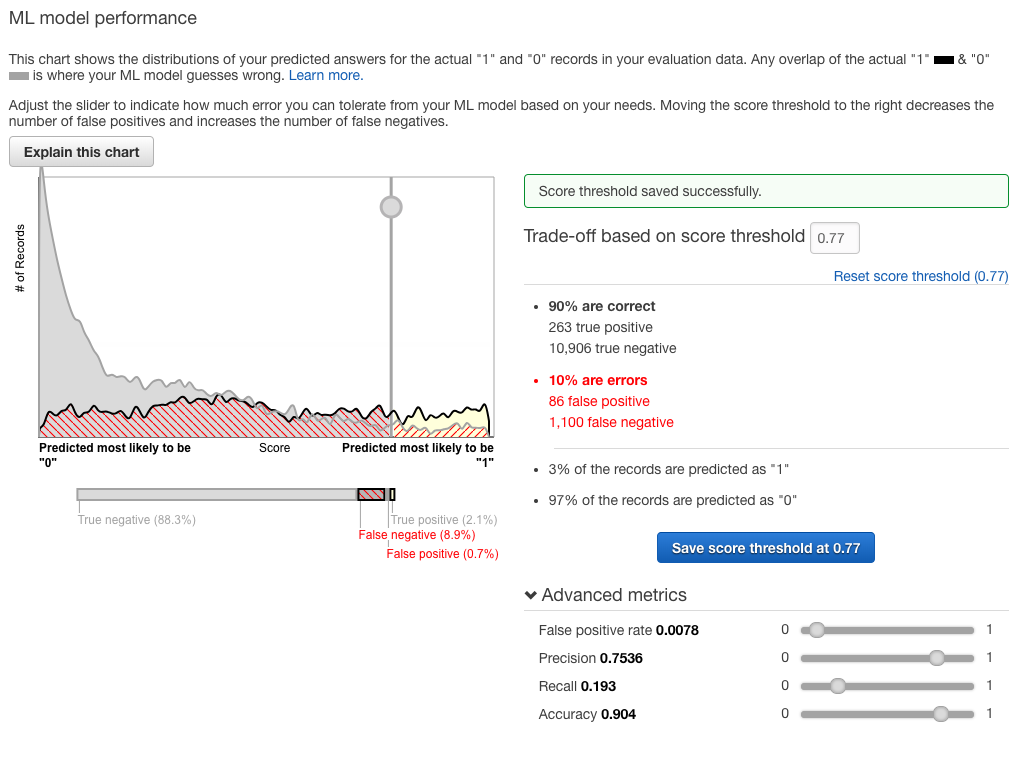 ML model performance
This chart shows the distributions of your predicted answers for the actual "1" and "0" records in your evaluation data. Any overlap of the actual "1" & "0"
is where your ML model guesses wrong. Learn more.
Adjust the slider to indicate how much error you can tolerate from your ML model based on your needs. Moving the score threshold to the right decreases the
number of false positives and increases the number of false negatives.
Explain this chart
# of Records
Predicted most likely to be
"0"
Score
Predicted most likely to be
"1"
True negative (88.3%)
True positive (2.1%)
False negative (8.9%)
False positive (0.7%)
Score threshold saved successfully.
Trade-off based on score threshold 0.77
Reset score threshold (0.77)
• 90% are correct
263 true positive
10,906 true negative
• 10% are errors
86 false positive
1,100 false negative
• 3% of the records are predicted as "1"
• 97% of the records are predicted as "0"
Save score threshold at 0.77
Advanced metrics
False positive rate 0.0078 0 1
Precision 0.7536 0 1
Recall 0.193 0 1
Accuracy 0.904 0 1